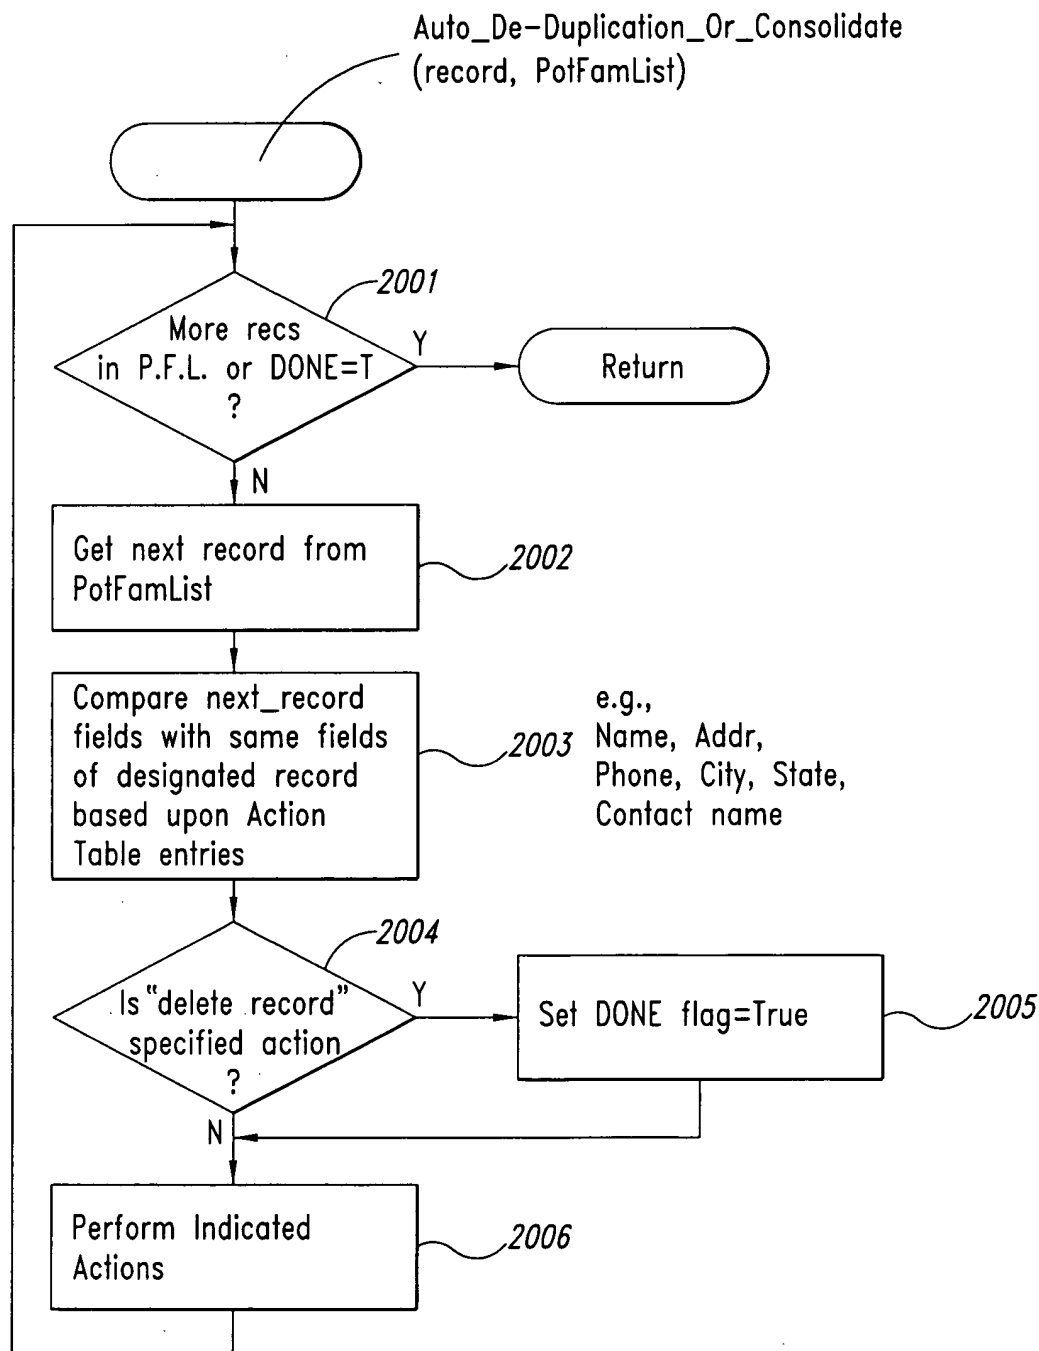 Auto_De-Duplication_Or_Consolidate
(record, PotFamList)
2001
More recs
in P.F.L. or DONE=T
?
Y
Return
N
Get next record from
PotFamList
2002
Compare next_record
fields with same fields
of designated record
based upon Action
Table entries
2003
e.g.,
Name, Addr,
Phone, City, State,
Contact name
2004
Is "delete record"
specified action
?
Y
Set DONE flag=True
2005
N
Perform Indicated
Actions
2006